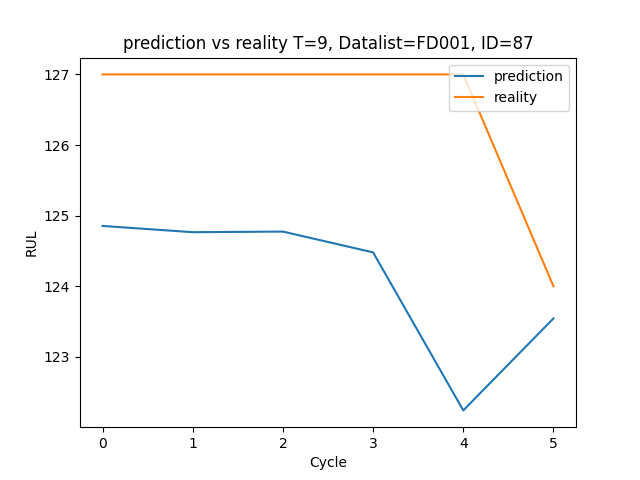 prediction vs reality T=9, Datalist=FD001, ID=87
127
126
125
124
123
RUL
prediction
reality
0 1 2 3 4 5
Cycle